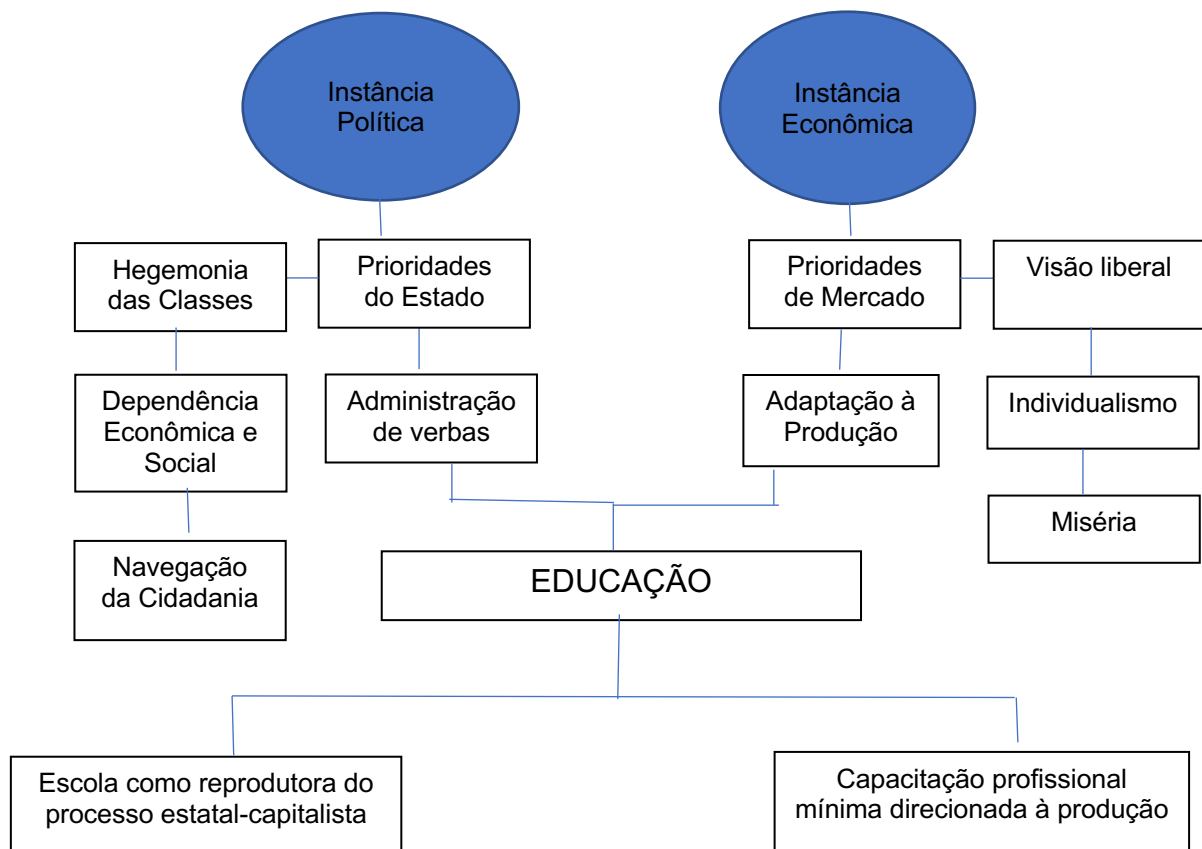 Instância
Política
Instância
Econômica
Hegemonia
das Classes
Prioridades
do Estado
Prioridades
de Mercado
Visão liberal
Dependência
Econômica e
Social
Administração
de verbas
Adaptação à
Produção
Individualismo
Navegação
da Cidadania
Miséria
EDUCAÇÃO
Escola como reprodutora do
processo estatal-capitalista
Capacitação profissional
mínima direcionada à produção